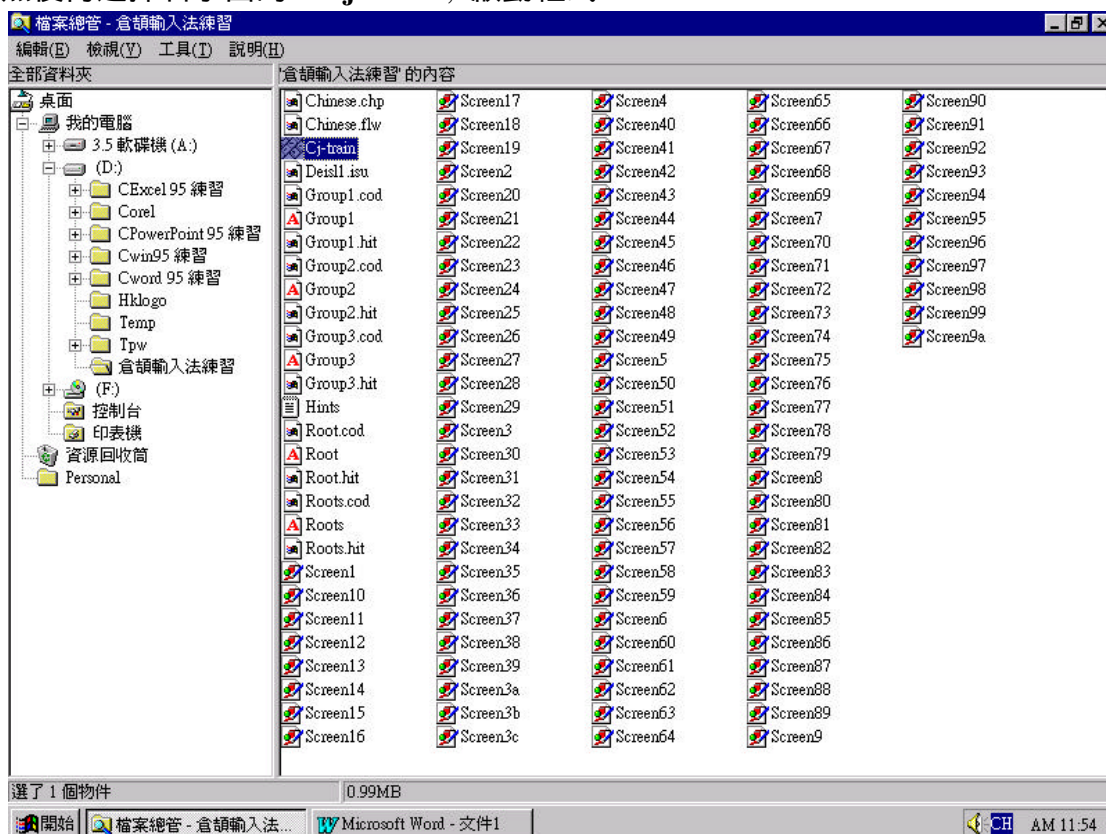 檔案總管 - 倉頡輸入法練習
編輯(E) 檢視(V) 工具(T) 說明(H)
全部資料夾
'倉頡輸入法練習' 的內容
桌面
我的電腦
3.5 軟碟機 (A:)
(D:)
CExcel 95 練習
Corel
CPowerPoint 95 練習
Cwin95 練習
Cword 95 練習
Hklogo
Temp
Tpw
倉頡輸入法練習
(F:)
控制台
印表機
資源回收筒
Personal
Chinese.chp
Chinese.flw
Cj-train
Deisl1.isu
Group1.cod
Group1
Group1.hit
Group2.cod
Group2
Group2.hit
Group3.cod
Group3
Group3.hit
Hints
Root.cod
Root
Root.hit
Roots.cod
Roots
Roots.hit
Screen1
Screen10
Screen11
Screen12
Screen13
Screen14
Screen15
Screen16
Screen17
Screen18
Screen19
Screen2
Screen20
Screen21
Screen22
Screen23
Screen24
Screen25
Screen26
Screen27
Screen28
Screen29
Screen3
Screen30
Screen31
Screen32
Screen33
Screen34
Screen35
Screen36
Screen37
Screen38
Screen39
Screen3a
Screen3b
Screen3c
Screen4
Screen40
Screen41
Screen42
Screen43
Screen44
Screen45
Screen46
Screen47
Screen48
Screen49
Screen5
Screen50
Screen51
Screen52
Screen53
Screen54
Screen55
Screen56
Screen57
Screen58
Screen59
Screen6
Screen60
Screen61
Screen62
Screen63
Screen64
Screen65
Screen66
Screen67
Screen68
Screen69
Screen7
Screen70
Screen71
Screen72
Screen73
Screen74
Screen75
Screen76
Screen77
Screen78
Screen79
Screen8
Screen80
Screen81
Screen82
Screen83
Screen84
Screen85
Screen86
Screen87
Screen88
Screen89
Screen9
Screen90
Screen91
Screen92
Screen93
Screen94
Screen95
Screen96
Screen97
Screen98
Screen99
Screen9a
選了 1 個物件
0.99MB
開始
檔案總管 - 倉頡輸入法...
Microsoft Word - 文件1
CH
AM 11:54